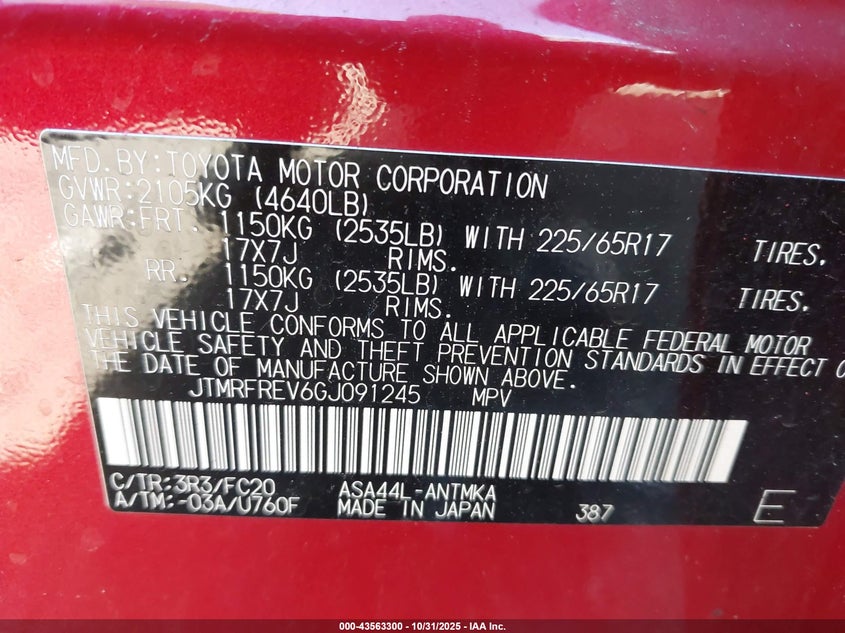 MFD.BY:TOYOTA MOTOR CORPORATION
GVWR:2105KG (4640LB)
GAWR:FRT. 1150KG (2535LB) WITH 225/65R17 TIRES.
17X7J RIMS.
RR. 1150KG (2535LB) WITH 225/65R17 TIRES.
17X7J RIMS.
THIS VEHICLE CONFORMS TO ALL APPLICABLE FEDERAL MOTOR
VEHICLE SAFETY AND THEFT PREVENTION STANDARDS IN EFFECT O
THE DATE OF MANUFACTURE SHOWN ABOVE.
JTMRFREV6GJ091245 MPV
C/TR:3R3/FC20 ASA44L-ANTMKA
A/TM:-03A/U760F MADE IN JAPAN 387 E
000-43563300 - 10/31/2025 - IAA Inc.